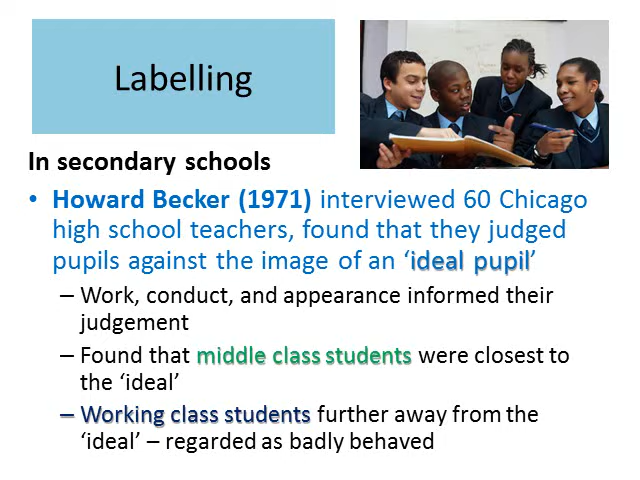 Labelling
In secondary schools
• Howard Becker (1971) interviewed 60 Chicago
high school teachers, found that they judged
pupils against the image of an ‘ideal pupil’
– Work, conduct, and appearance informed their
judgement
– Found that middle class students were closest to
the ‘ideal’
– Working class students further away from the
‘ideal’ – regarded as badly behaved